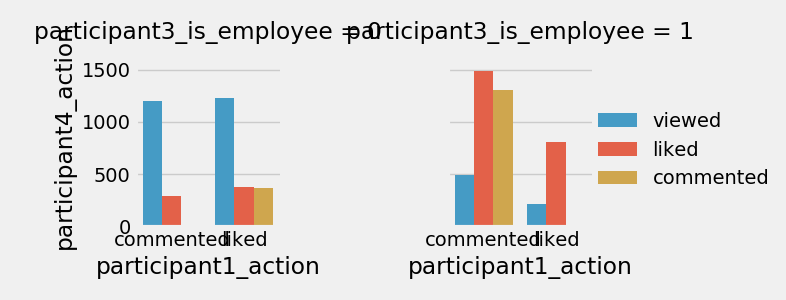 participant3_is_employee = 0
participant3_is_employee = 1
participant4_action
1500
1000
500
0
commented
liked
commented
liked
participant1_action
participant1_action
viewed
liked
commented